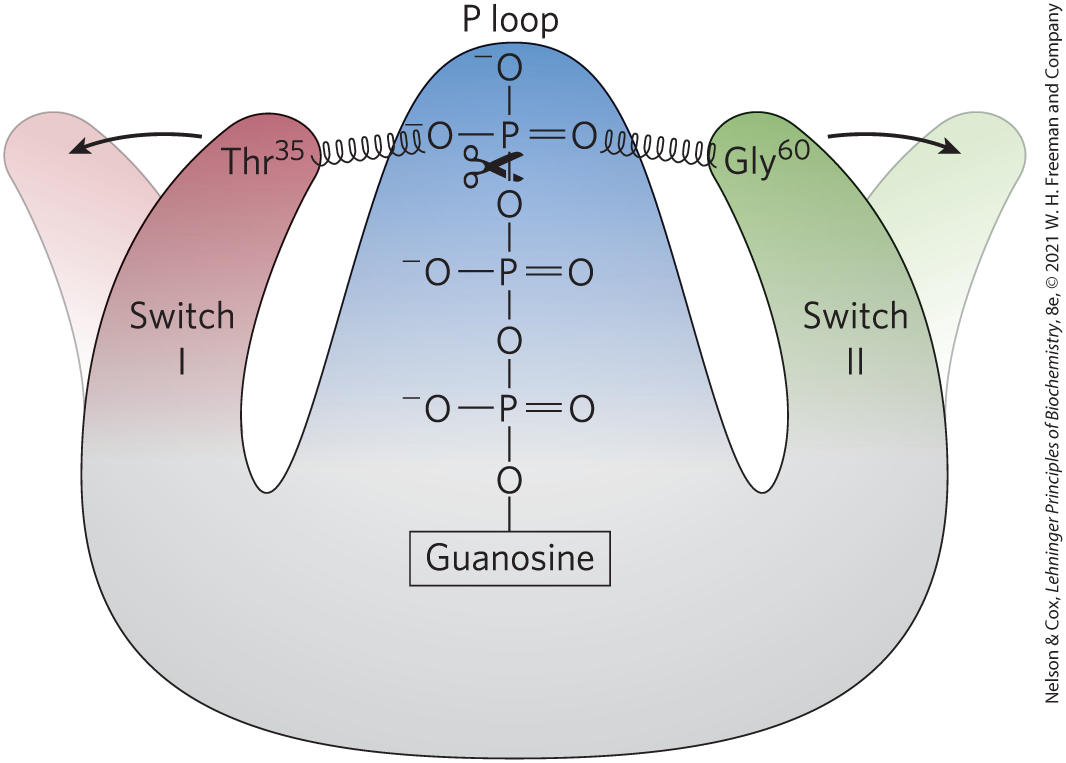 P loop
⁻O
Thr³⁵ ⁻O—P=O Gly⁶⁰
O
⁻O—P=O
Switch I
Switch II
O
⁻O—P=O
O
Guanosine
Nelson & Cox, Lehninger Principles of Biochemistry, 8e, © 2021 W. H. Freeman and Company